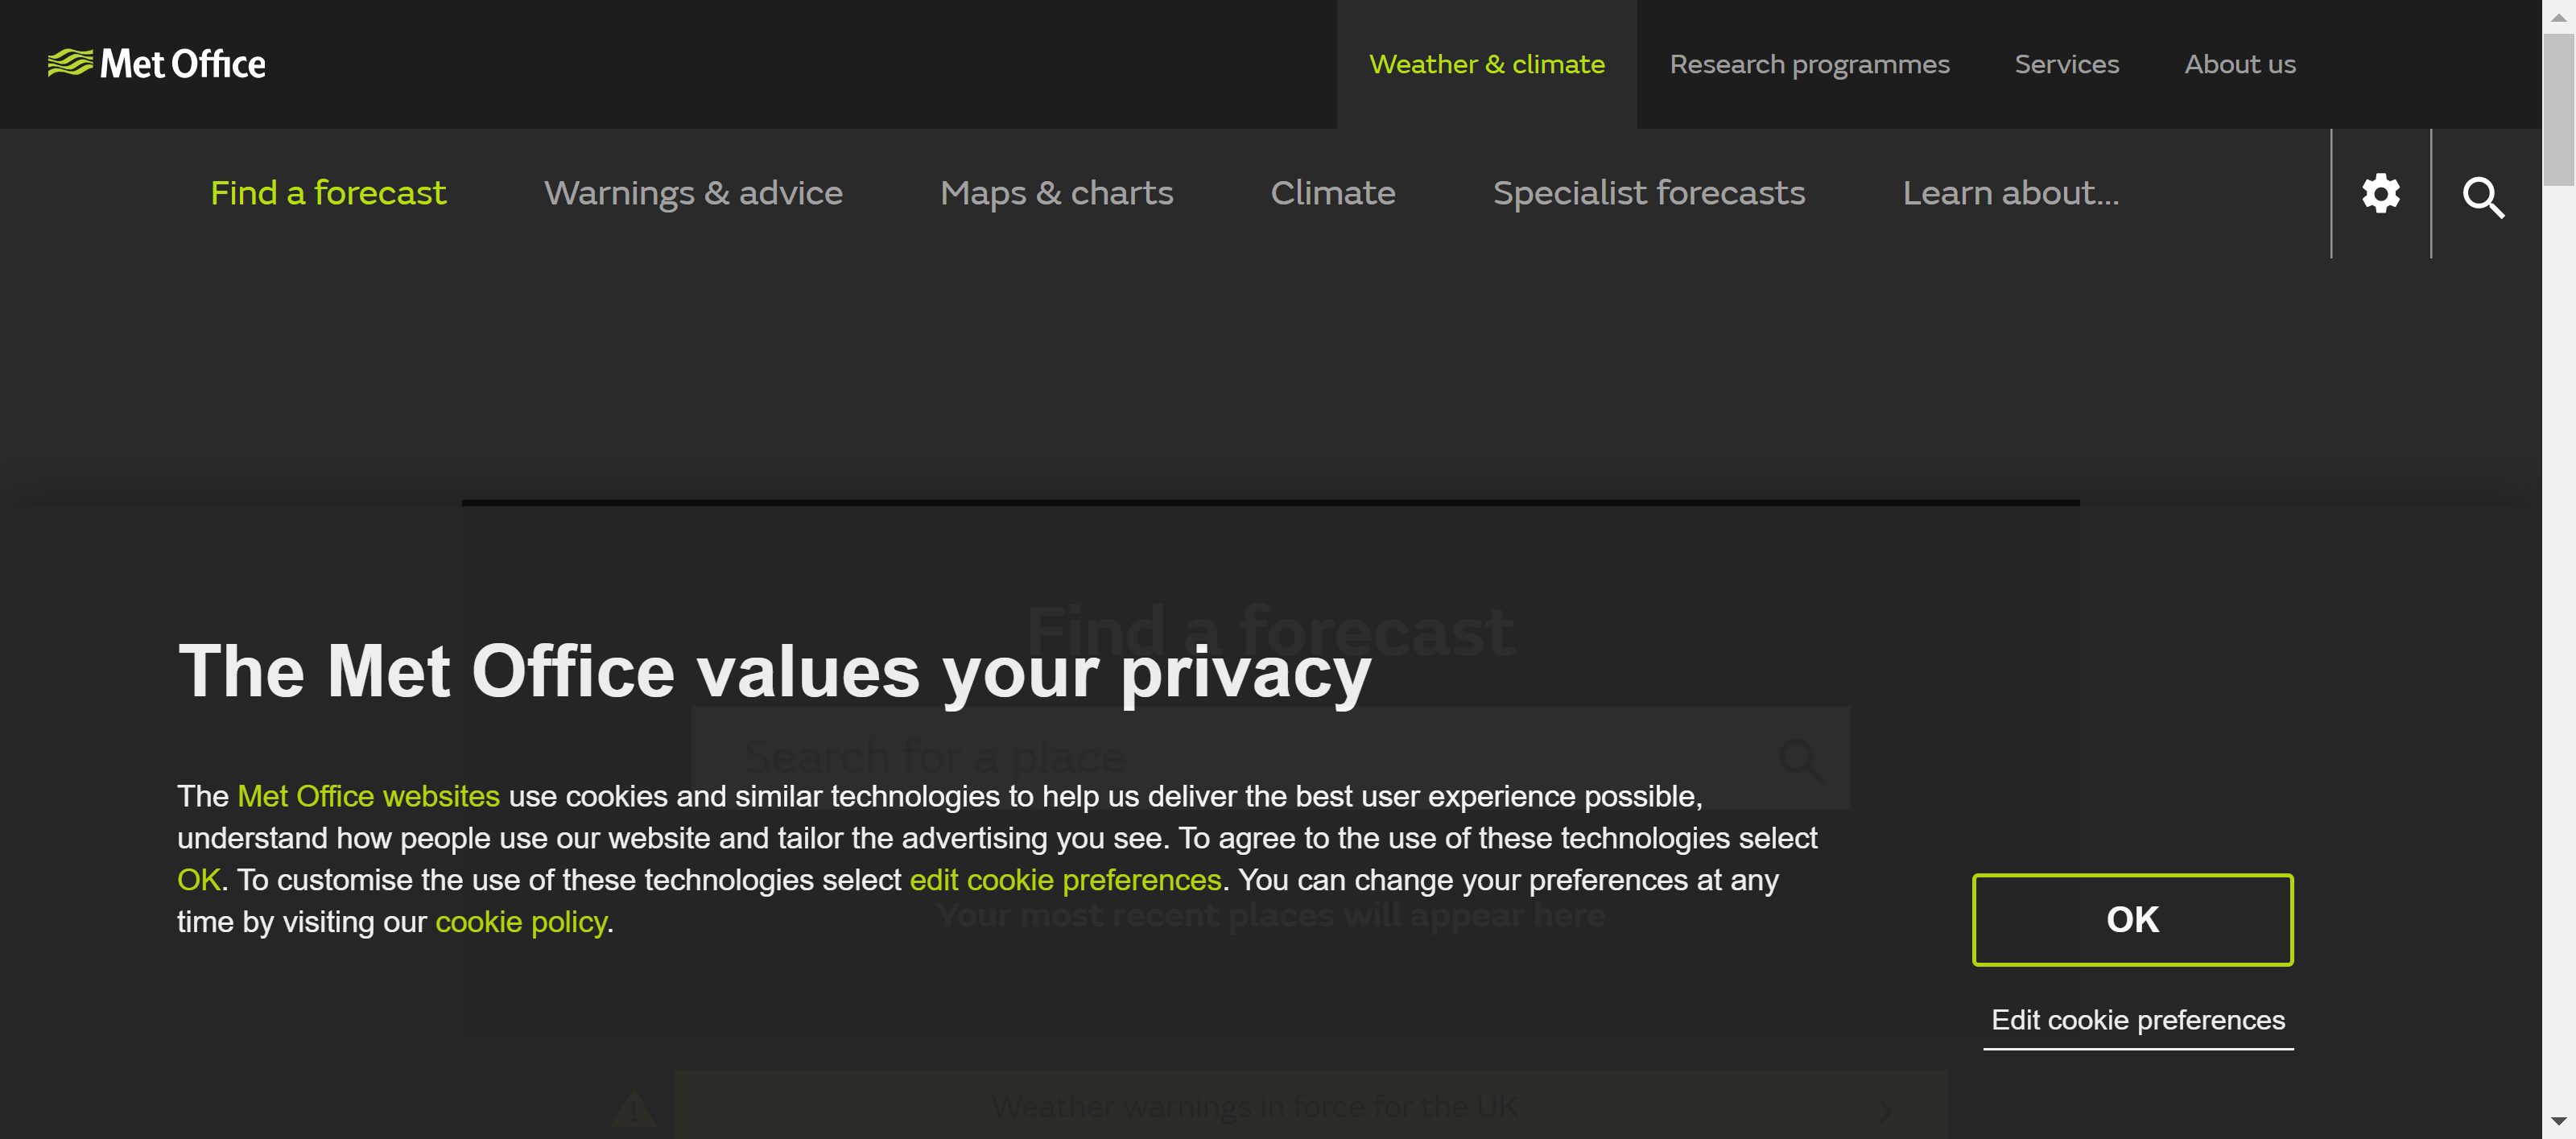 Met Office
Weather & climate
Research programmes
Services
About us
Find a forecast
Warnings & advice
Maps & charts
Climate
Specialist forecasts
Learn about...
Find a forecast
The Met Office values your privacy
Search for a place
The Met Office websites use cookies and similar technologies to help us deliver the best user experience possible,
understand how people use our website and tailor the advertising you see. To agree to the use of these technologies select
OK. To customise the use of these technologies select edit cookie preferences. You can change your preferences at any
time by visiting our cookie policy.
Your most recent places will appear here
OK
Edit cookie preferences
Weather warnings in force for the UK